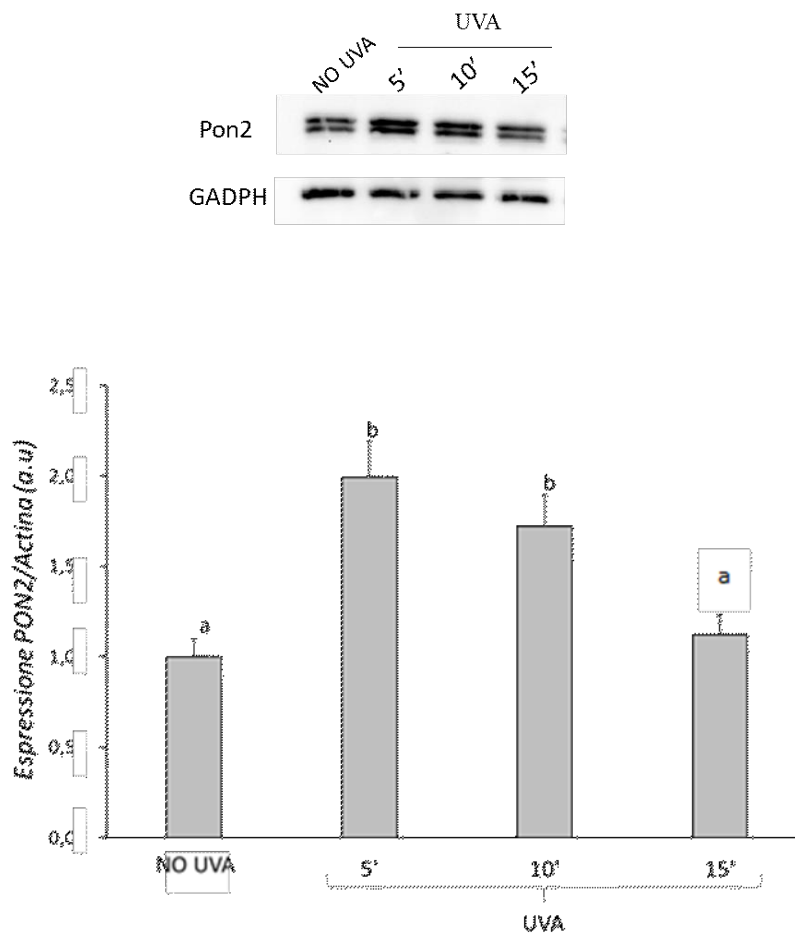 UVA
NO UVA 5' 10' 15'
Pon2
GADPH
Espressione PON2/Actina (a.u)
2,5
2,0
1,5
1,0
0,5
0,0
a
b
b
a
NO UVA 5' 10' 15'
UVA